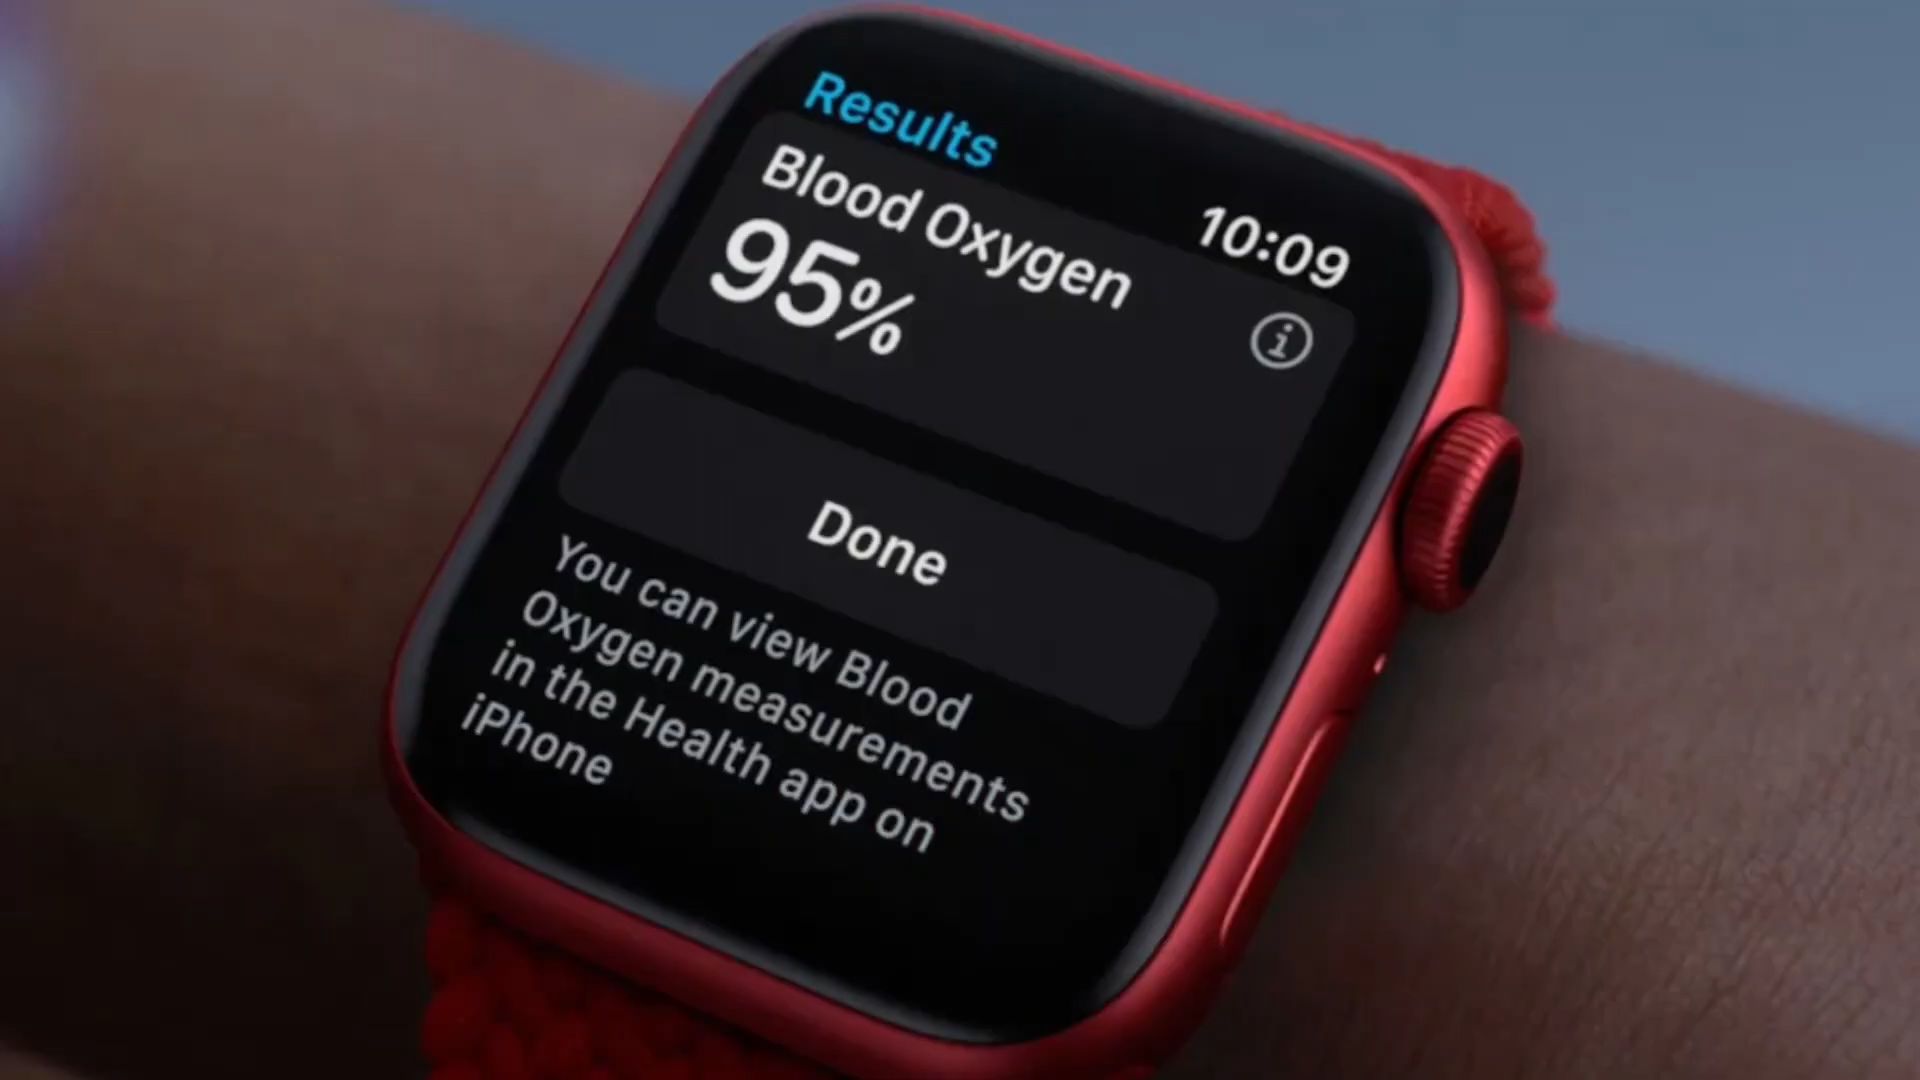 Results
10:09
Blood Oxygen
95%
Done
You can view Blood
Oxygen measurements
in the Health app on
iPhone